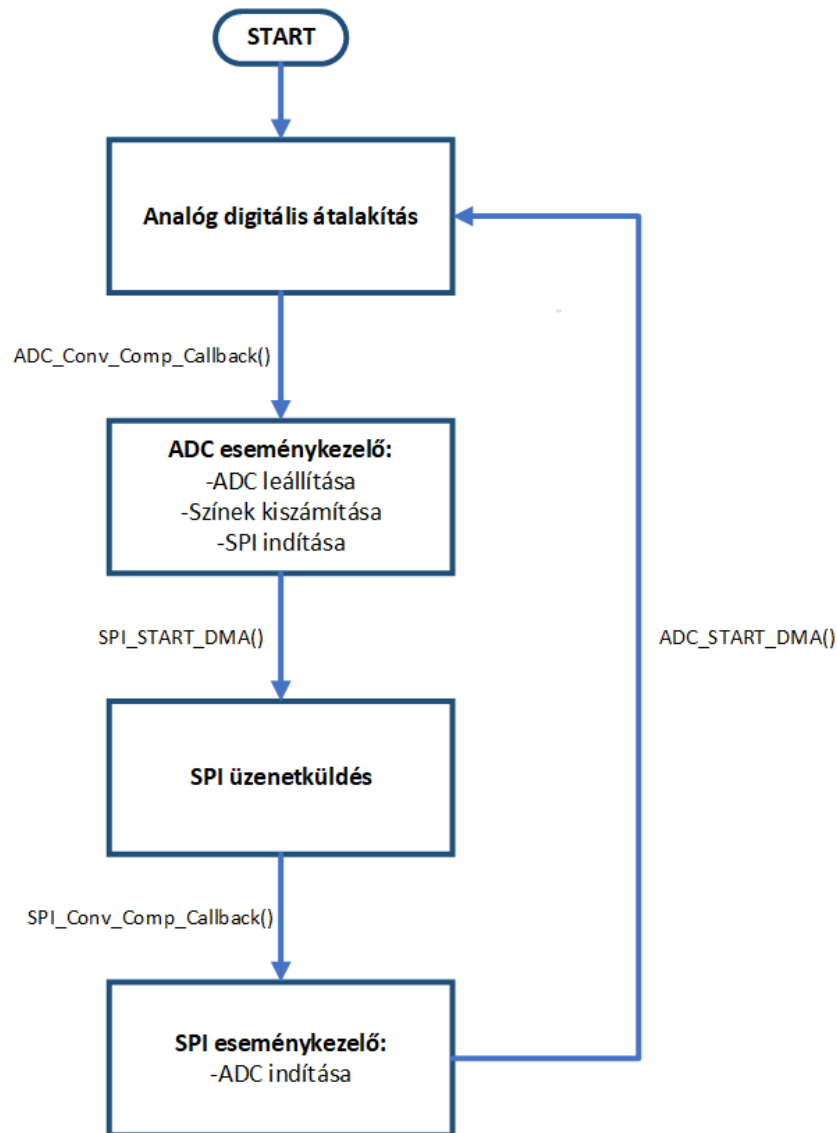 START
Analóg digitális átalakítás
ADC_Conv_Comp_Callback()
ADC eseménykezelő:
-ADC leállítása
-Színek kiszámítása
-SPI indítása
SPI_START_DMA()
ADC_START_DMA()
SPI üzenetküldés
SPI_Conv_Comp_Callback()
SPI eseménykezelő:
-ADC indítása